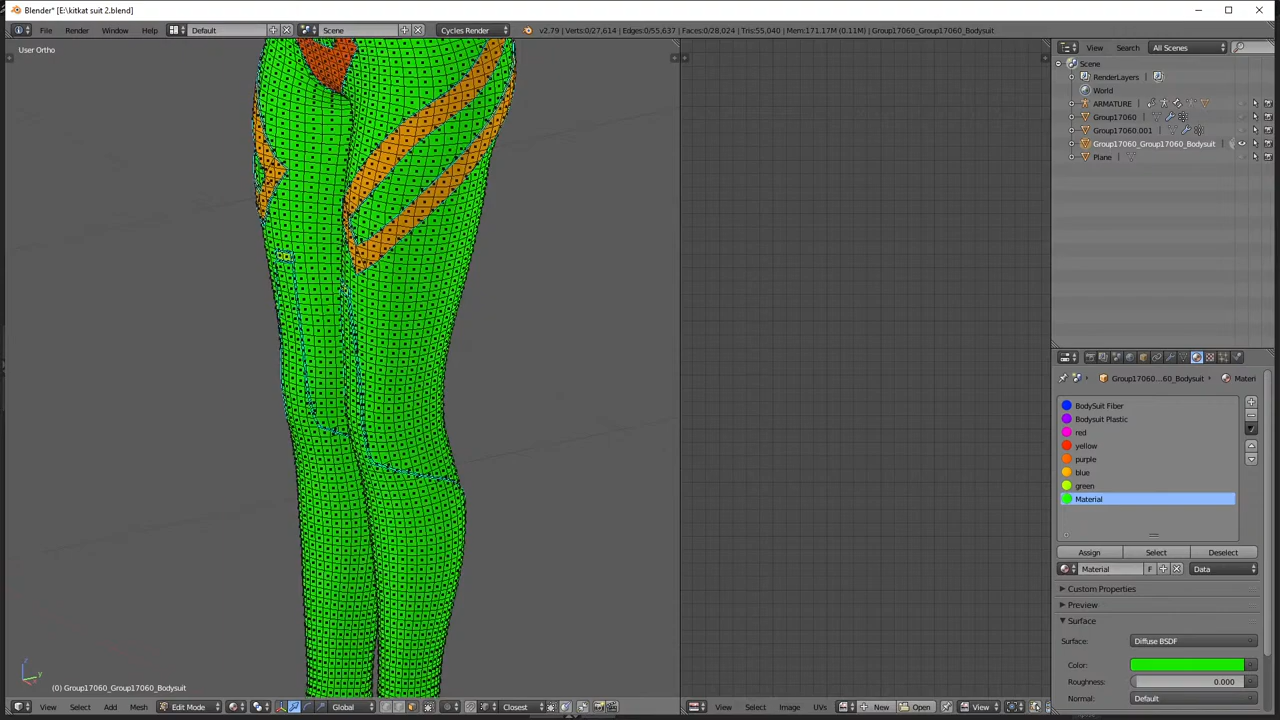 Blender* [E:\kitkat suit 2.blend]
File Render Window Help Default Scene Cycles Render v2.79 | Verts:0/27,614 | Edges:0/55,637 | Faces:0/28,024 | Tris:55,040 | Mem:171.17M (0.11M) | Group17060_Group17060_Bodysuit
User Ortho
View Search All Scenes
Scene
RenderLayers
World
ARMATURE
Group17060
Group17060.001
Group17060_Group17060_Bodysuit
Plane
Group17060...60_Bodysuit Materi
BodySuit Fiber
Bodysuit Plastic
red
yellow
purple
blue
green
Material
Assign Select Deselect
Material F Data
Custom Properties
Preview
Surface
Surface: Diffuse BSDF
Color:
Roughness: 0.000
Normal: Default
z
y
(0) Group17060_Group17060_Bodysuit
View Select Add Mesh Edit Mode Global Closest View Select Image UVs New Open View